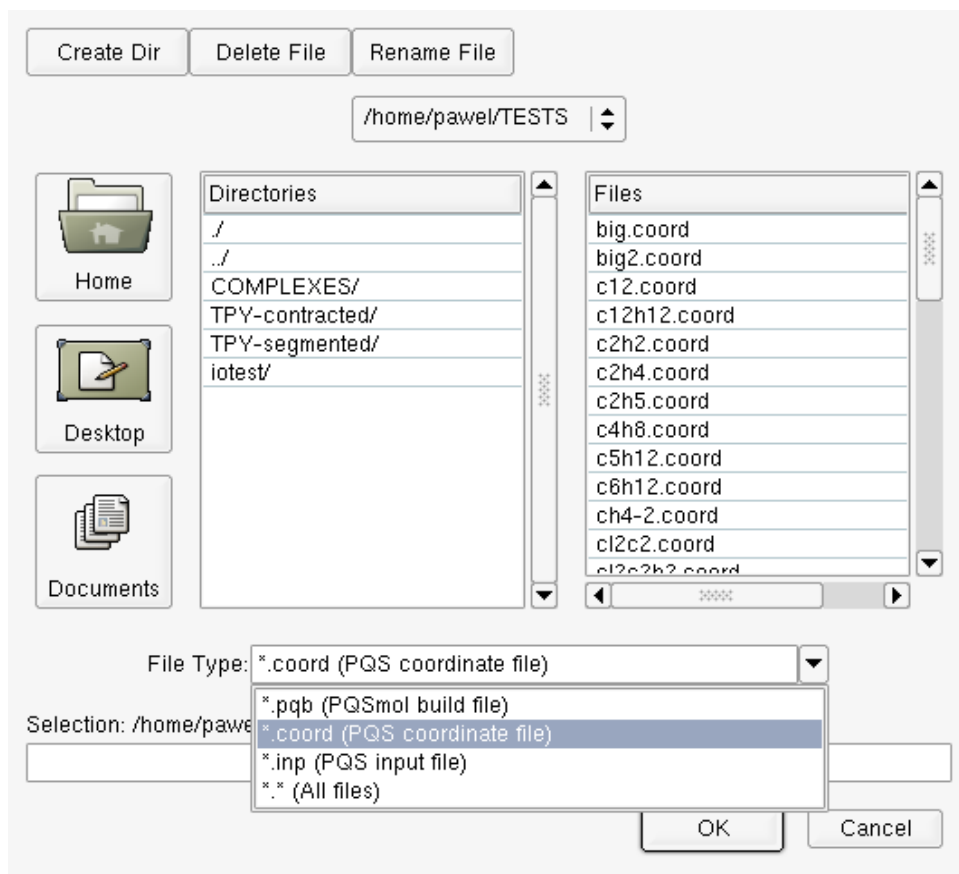 Create Dir
Delete File
Rename File
/home/pawel/TESTS
Home
Desktop
Documents
Directories
./
../
COMPLEXES/
TPY-contracted/
TPY-segmented/
iotest/
Files
big.coord
big2.coord
c12.coord
c12h12.coord
c2h2.coord
c2h4.coord
c2h5.coord
c4h8.coord
c5h12.coord
c6h12.coord
ch4-2.coord
cl2c2.coord
cl2c2h2.coord
File Type: *.coord (PQS coordinate file)
*.pqb (PQSmol build file)
*.coord (PQS coordinate file)
*.inp (PQS input file)
*.* (All files)
Selection: /home/pawe
OK
Cancel